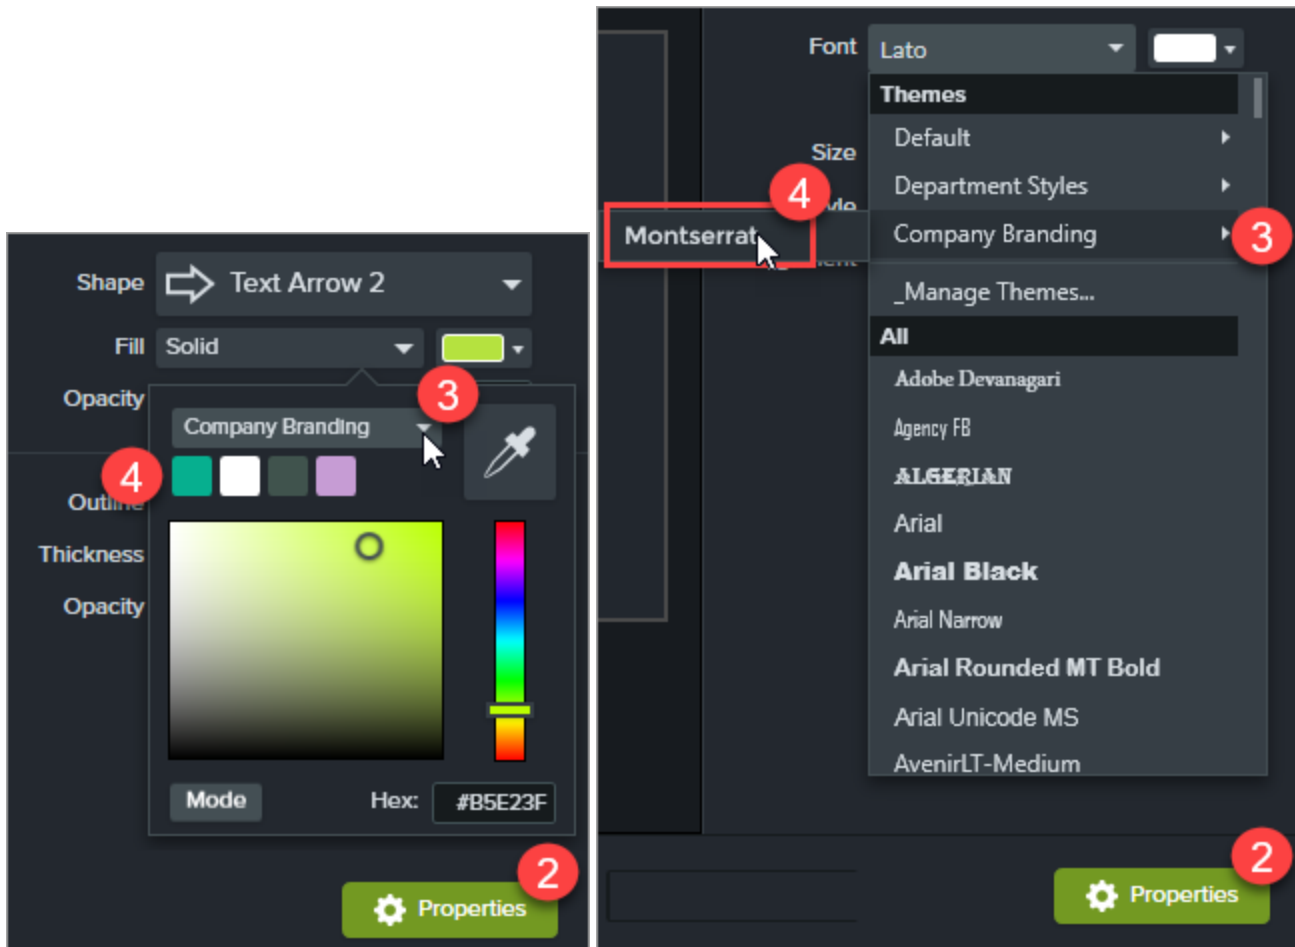 Shape Text Arrow 2
Fill Solid
3
Opacity
Company Branding
4
Outline
Thickness
Opacity
Mode Hex: #B5E23F
2
Properties
Font Lato
Themes
Default
Size
4
Department Styles
yle
Montserrat Company Branding 3
_Manage Themes...
All
Adobe Devanagari
Agency FB
ALGERIAN
Arial
Arial Black
Arial Narrow
Arial Rounded MT Bold
Arial Unicode MS
AvenirLT-Medium
2
Properties